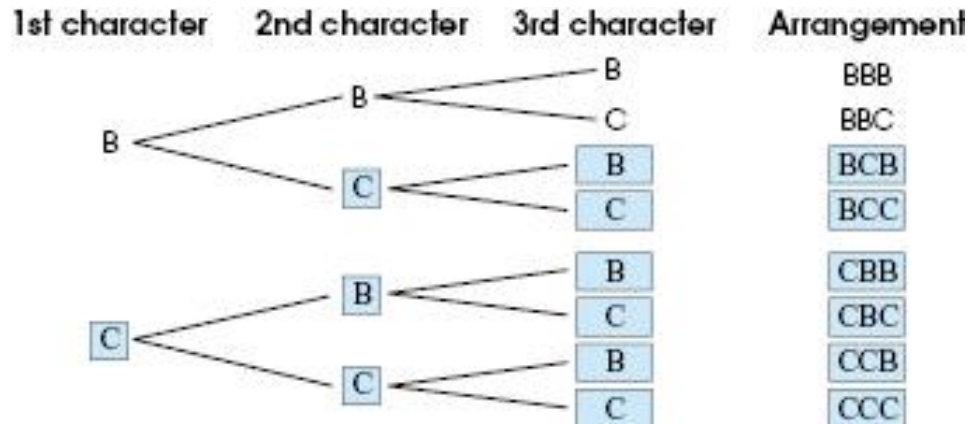 1st character 2nd character 3rd character Arrangement
B BBB
B
C BBC
B
B BCB
C
C BCC
B CBB
B
C CBC
C
B CCB
C
C CCC